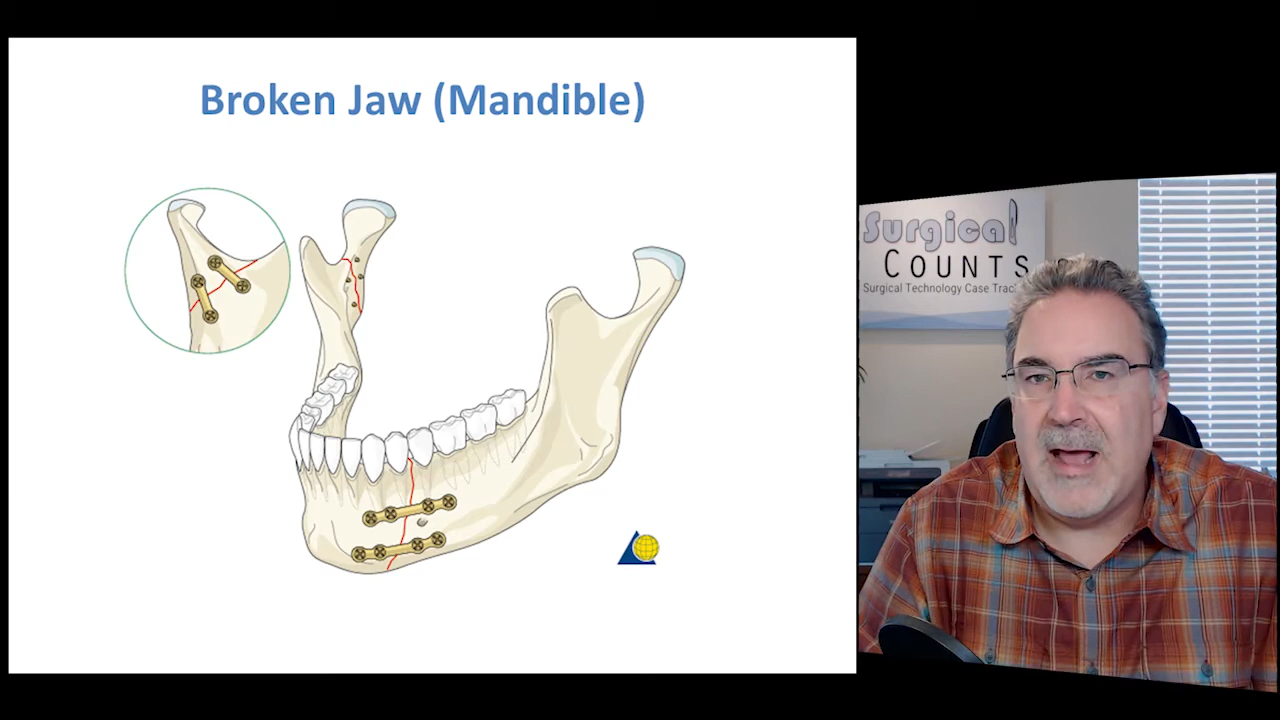 Broken Jaw (Mandible)
Surgical
COUNTS
Surgical Technology Case Trac